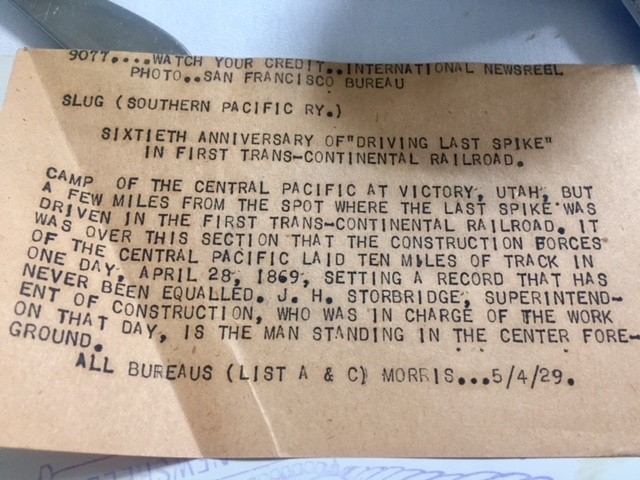 9077....WATCH YOUR CREDIT..INTERNATIONAL NEWSREEL
PHOTO..SAN FRANCISCO BUREAU
SLUG (SOUTHERN PACIFIC RY.)
SIXTIETH ANNIVERSARY OF"DRIVING LAST SPIKE"
IN FIRST TRANS-CONTINENTAL RAILROAD.
CAMP OF THE CENTRAL PACIFIC AT VICTORY, UTAH, BUT
A FEW MILES FROM THE SPOT WHERE THE LAST SPIKE WAS
DRIVEN IN THE FIRST TRANS-CONTINENTAL RAILROAD. IT
WAS OVER THIS SECTION THAT THE CONSTRUCTION FORCES
OF THE CENTRAL PACIFIC LAID TEN MILES OF TRACK IN
ONE DAY, APRIL 28, 1869, SETTING A RECORD THAT HAS
NEVER BEEN EQUALLED. J. H. STORBRIDGE, SUPERINTEND-
ENT OF CONSTRUCTION, WHO WAS IN CHARGE OF THE WORK
ON THAT DAY, IS THE MAN STANDING IN THE CENTER FORE-
GROUND.
ALL BUREAUS (LIST A & C) MORRIS...5/4/29.